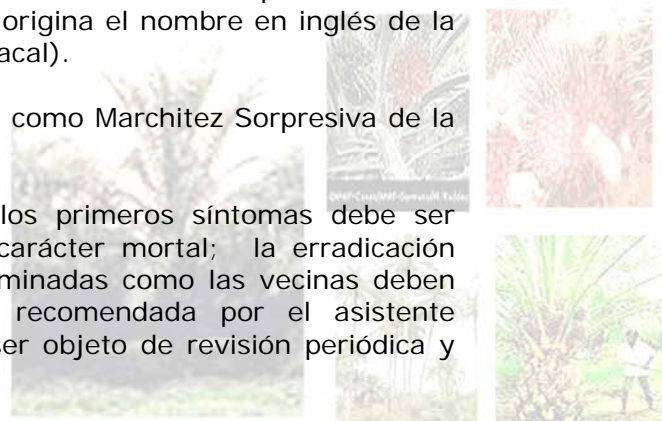 origina el nombre en inglés de la
acal).
como Marchitez Sorpresiva de la
los primeros síntomas debe ser
carácter mortal; la erradicación
minadas como las vecinas deben
recomendada por el asistente
ser objeto de revisión periódica y